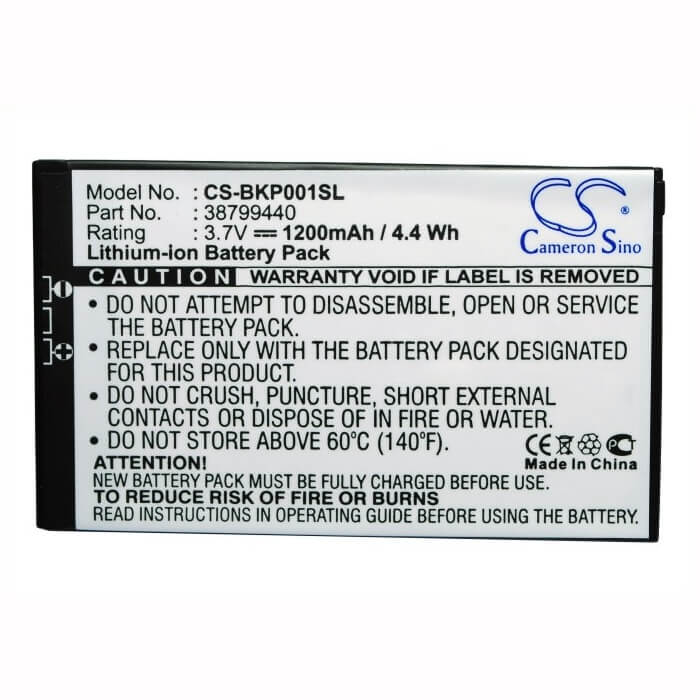 Model No. : CS-BKP001SL
Part No. : 38799440
Rating : 3.7V 1200mAh / 4.4 Wh
Lithium-ion Battery Pack
CS
Cameron Sino
CAUTION! WARRANTY VOID IF LABEL IS REMOVED
• DO NOT ATTEMPT TO DISASSEMBLE, OPEN OR SERVICE
THE BATTERY PACK.
• RECHARGE ONLY WITH THE BATTERY PACK DESIGNATED
FOR THIS BATTERY.
• DO NOT CRUSH, PUNCTURE, SHORT EXTERNAL
CONTACTS OR DISPOSE OF IN FIRE OR WATER.
• DO NOT STORE ABOVE 60°C (140°F).
CE
Made In China
ATTENTION!
NEW BATTERY PACK MUST BE FULLY CHARGED BEFORE USE.
TO REDUCE RISK OF FIRE OR BURNS
READ INSTRUCTIONS IN OPERATING GUIDE BEFORE USING BATTERY